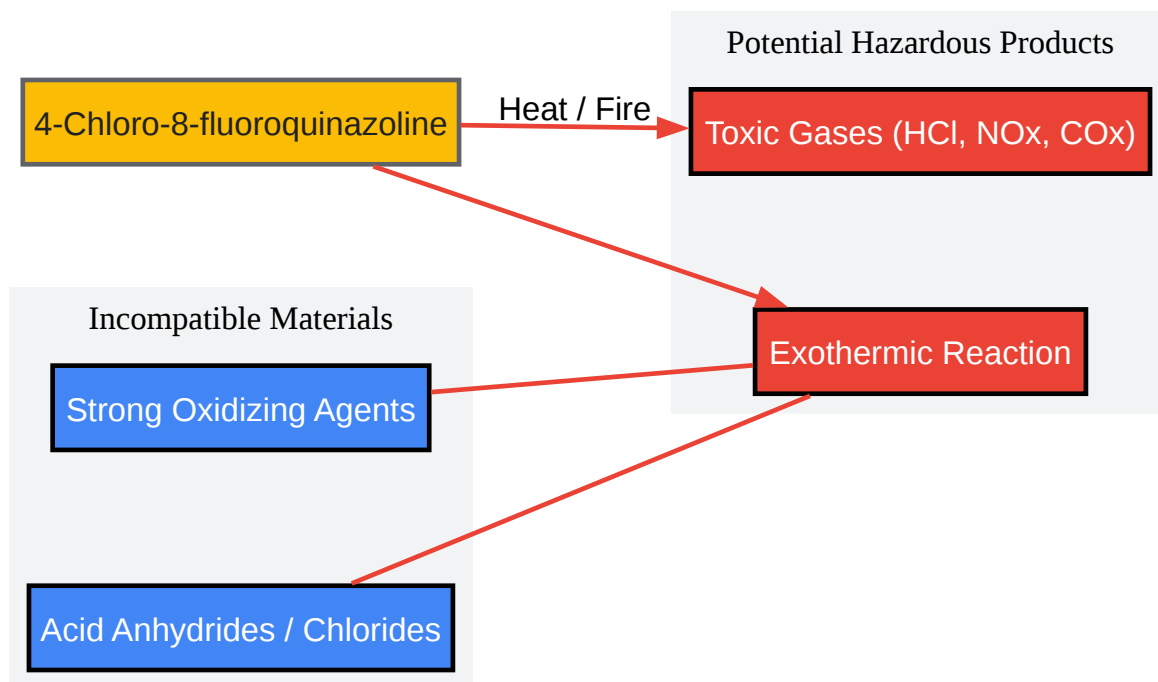 Potential Hazardous Products
4-Chloro-8-fluoroquinazoline
Heat / Fire
Toxic Gases (HCl, NOx, COx)
Incompatible Materials
Exothermic Reaction
Strong Oxidizing Agents
Acid Anhydrides / Chlorides